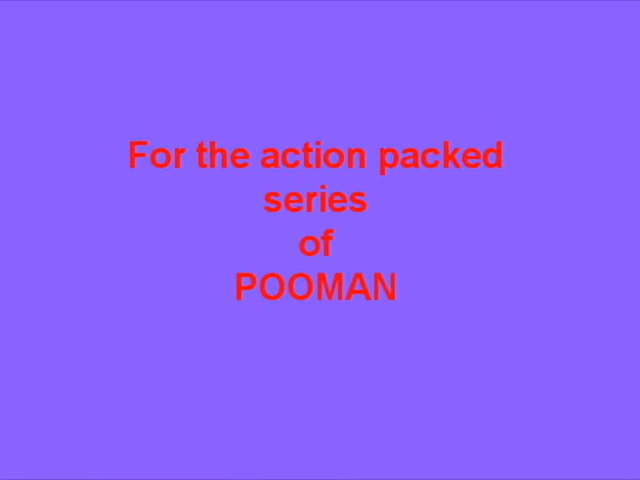 For the action packed
series
of
POOMAN